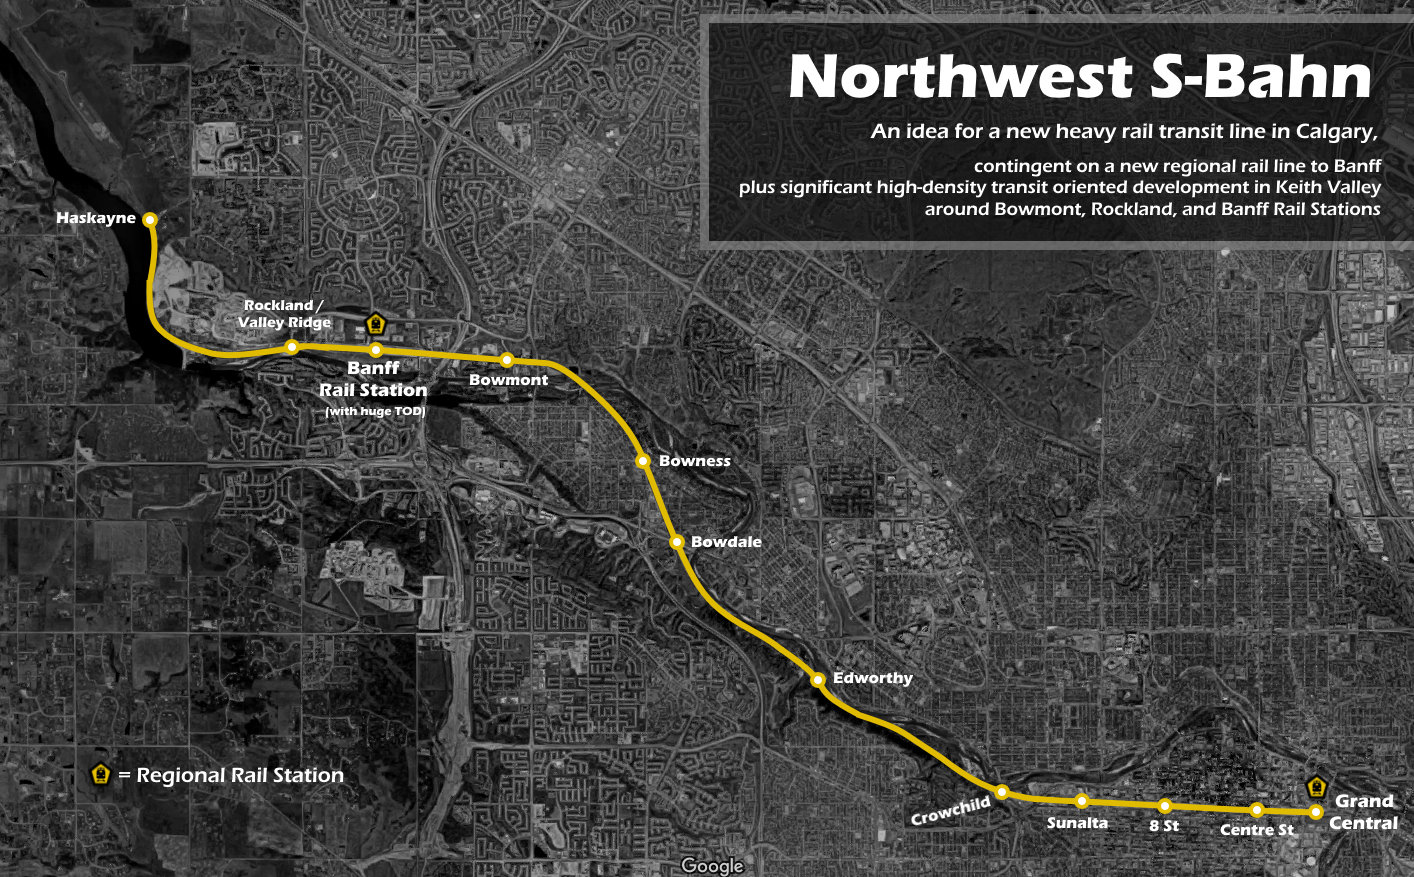 Northwest S-Bahn
An idea for a new heavy rail transit line in Calgary,
contingent on a new regional rail line to Banff
plus significant high-density transit oriented development in Keith Valley
around Bowmont, Rockland, and Banff Rail Stations
Haskayne
Rockland /
Valley Ridge
Banff
Rail Station
(with huge TOD)
Bowmont
Bowness
Bowdale
Edworthy
= Regional Rail Station
Crowchild
Sunalta
8 St
Centre St
Grand
Central
Google